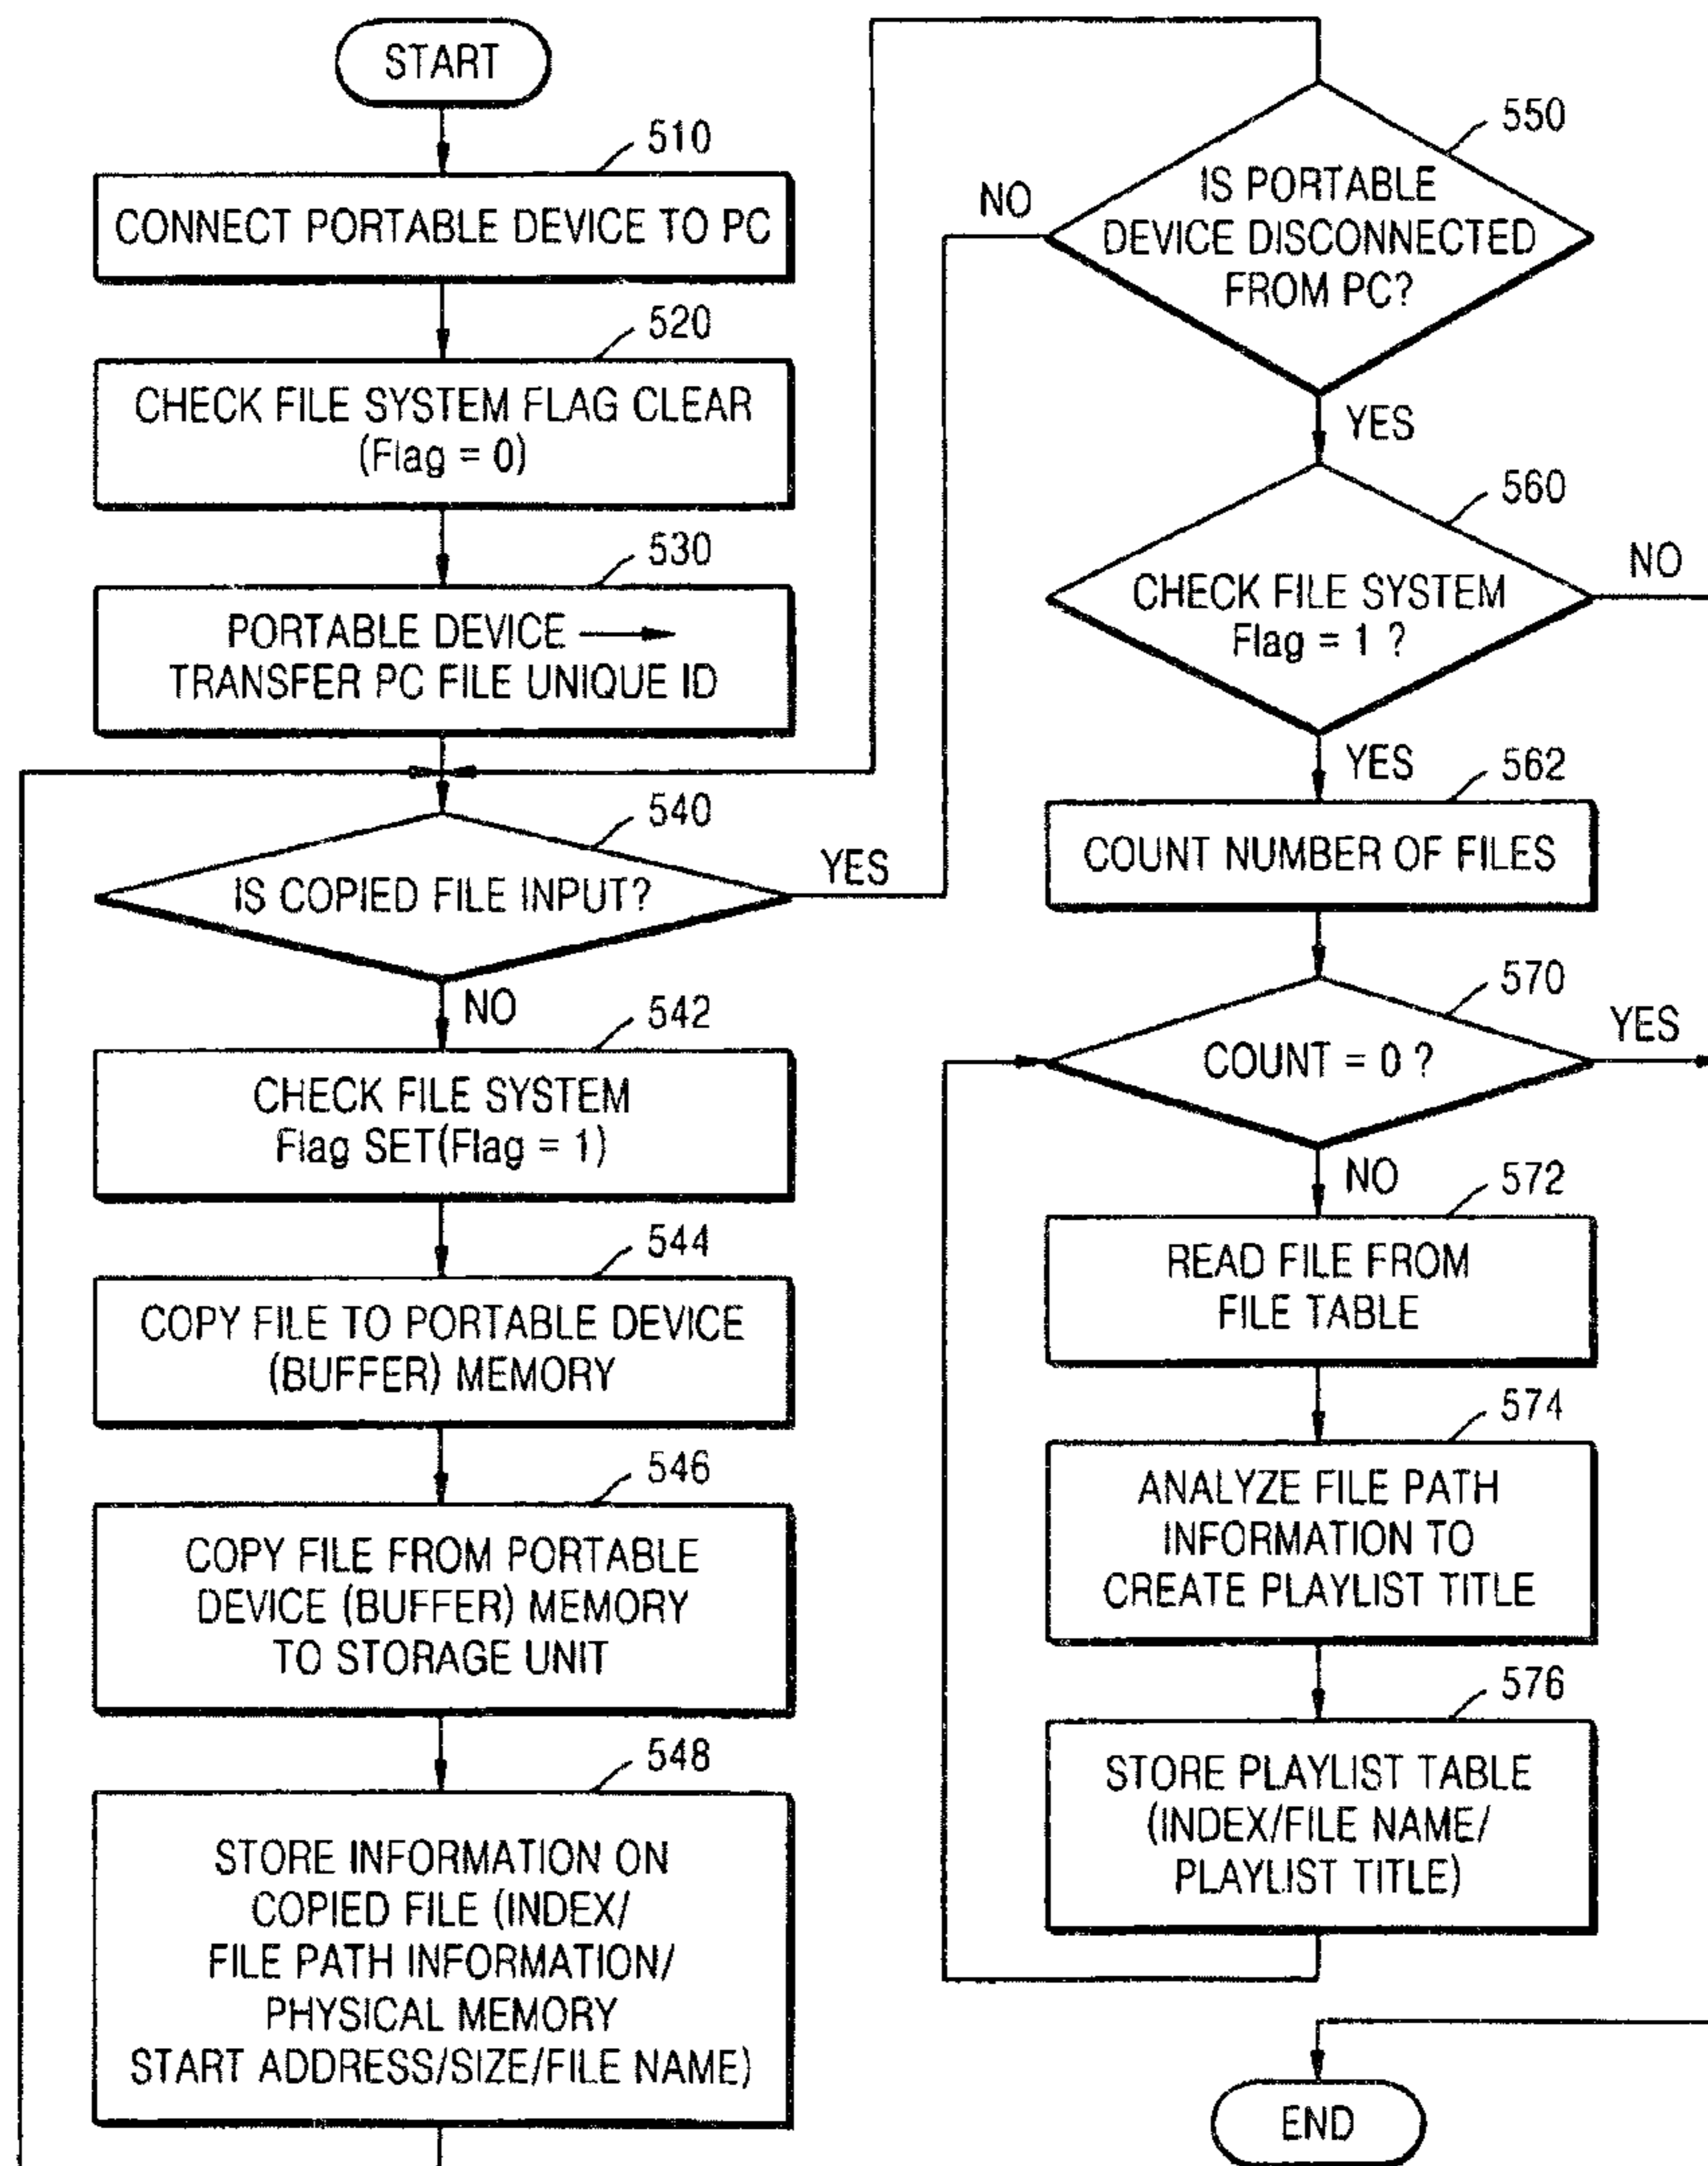 START
510
CONNECT PORTABLE DEVICE TO PC
520
CHECK FILE SYSTEM FLAG CLEAR
(Flag = 0)
530
PORTABLE DEVICE →
TRANSFER PC FILE UNIQUE ID
540
IS COPIED FILE INPUT?
YES
NO
542
CHECK FILE SYSTEM
Flag SET(Flag = 1)
544
COPY FILE TO PORTABLE DEVICE
(BUFFER) MEMORY
546
COPY FILE FROM PORTABLE
DEVICE (BUFFER) MEMORY
TO STORAGE UNIT
548
STORE INFORMATION ON
COPIED FILE (INDEX/
FILE PATH INFORMATION/
PHYSICAL MEMORY
START ADDRESS/SIZE/FILE NAME)
550
IS PORTABLE
DEVICE DISCONNECTED
FROM PC?
NO
YES
560
CHECK FILE SYSTEM
Flag = 1 ?
NO
YES
562
COUNT NUMBER OF FILES
570
COUNT = 0 ?
YES
NO
572
READ FILE FROM
FILE TABLE
574
ANALYZE FILE PATH
INFORMATION TO
CREATE PLAYLIST TITLE
576
STORE PLAYLIST TABLE
(INDEX/FILE NAME/
PLAYLIST TITLE)
END